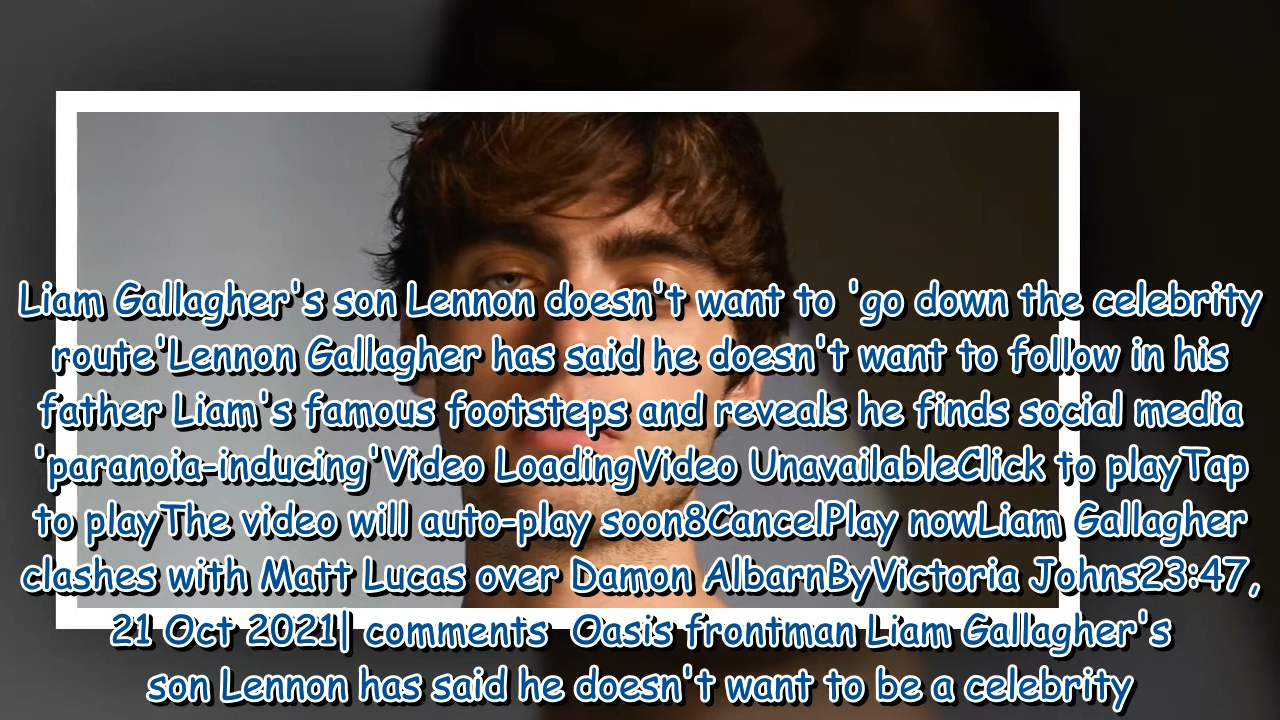 Liam Gallagher's son Lennon doesn't want to 'go down the celebrity
route'Lennon Gallagher has said he doesn't want to follow in his
father Liam's famous footsteps and reveals he finds social media
'paranoia-inducing'Video LoadingVideo UnavailableClick to playTap
to playThe video will auto-play soon8CancelPlay nowLiam Gallagher
clashes with Matt Lucas over Damon AlbarnByVictoria Johns23:47,
21 Oct 2021| comments  Oasis frontman Liam Gallagher's
son Lennon has said he doesn't want to be a celebrity